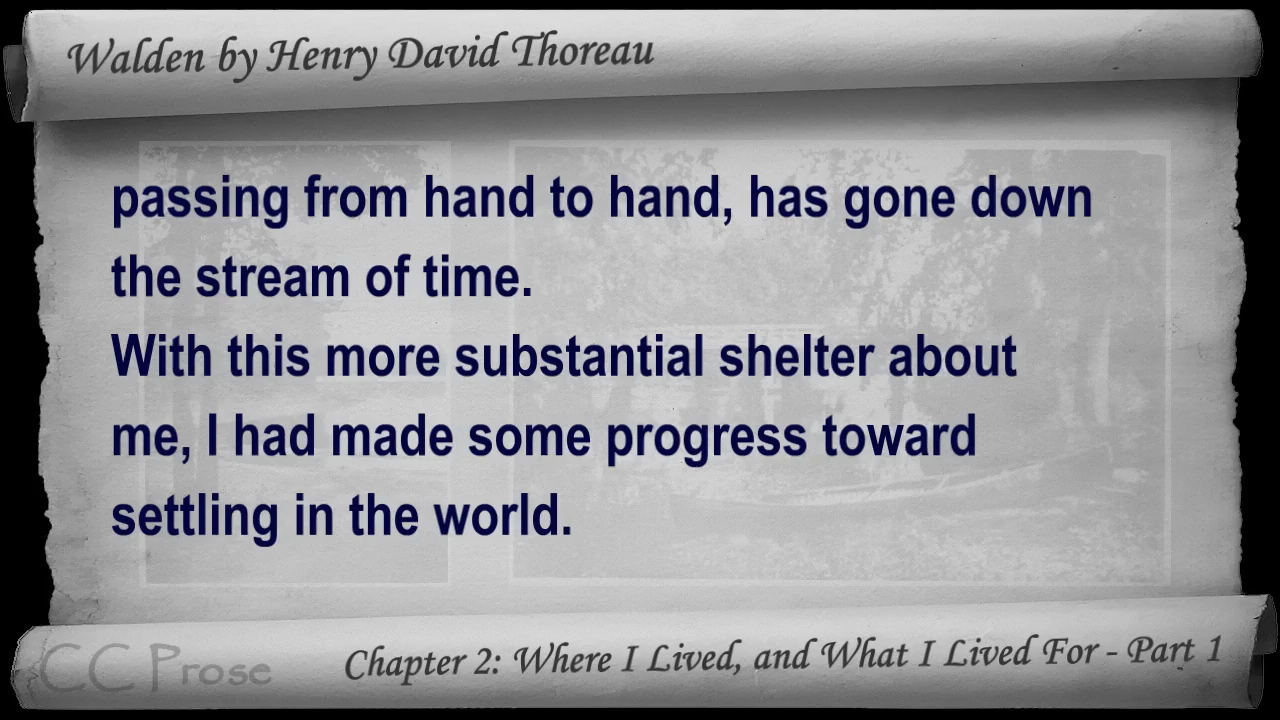 Walden by Henry David Thoreau
passing from hand to hand, has gone down
the stream of time.
With this more substantial shelter about
me, I had made some progress toward
settling in the world.
CC Prose
Chapter 2: Where I Lived, and What I Lived For - Part 1